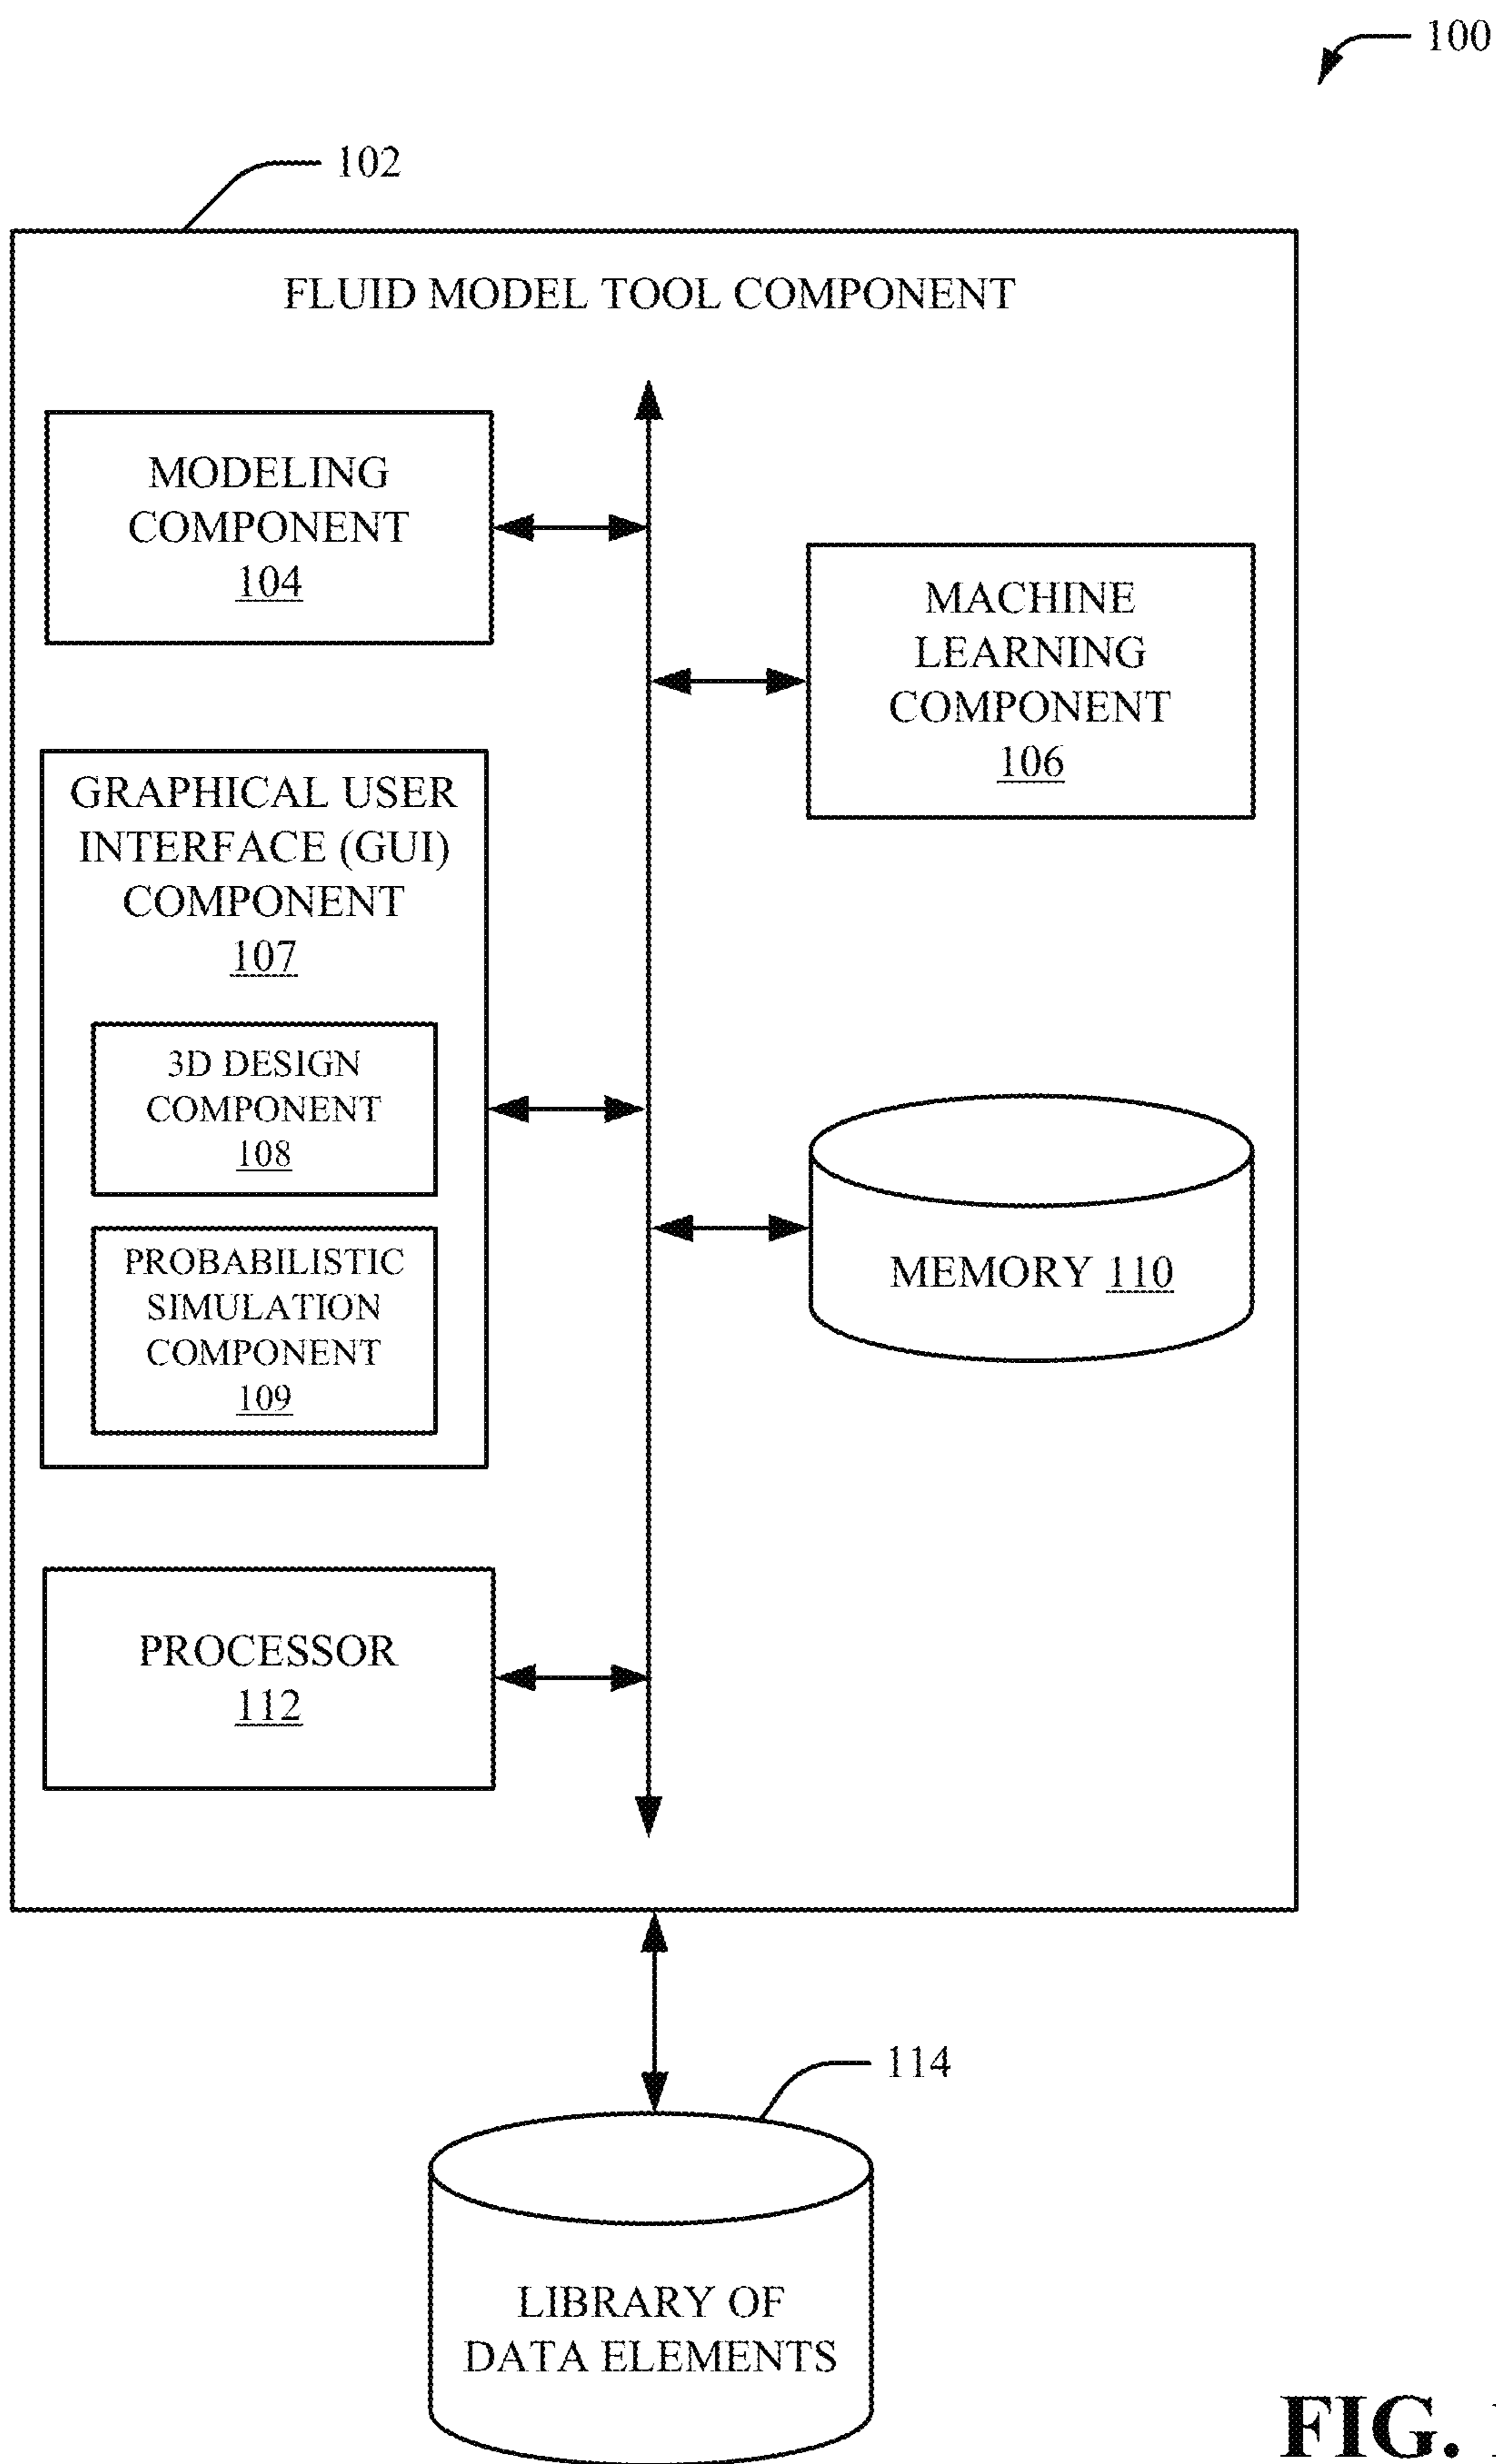 100
102
FLUID MODEL TOOL COMPONENT
MODELING
COMPONENT
104
MACHINE
LEARNING
COMPONENT
106
GRAPHICAL USER
INTERFACE (GUI)
COMPONENT
107
3D DESIGN
COMPONENT
108
PROBABILISTIC
SIMULATION
COMPONENT
109
MEMORY 110
PROCESSOR
112
114
LIBRARY OF
DATA ELEMENTS
FIG.